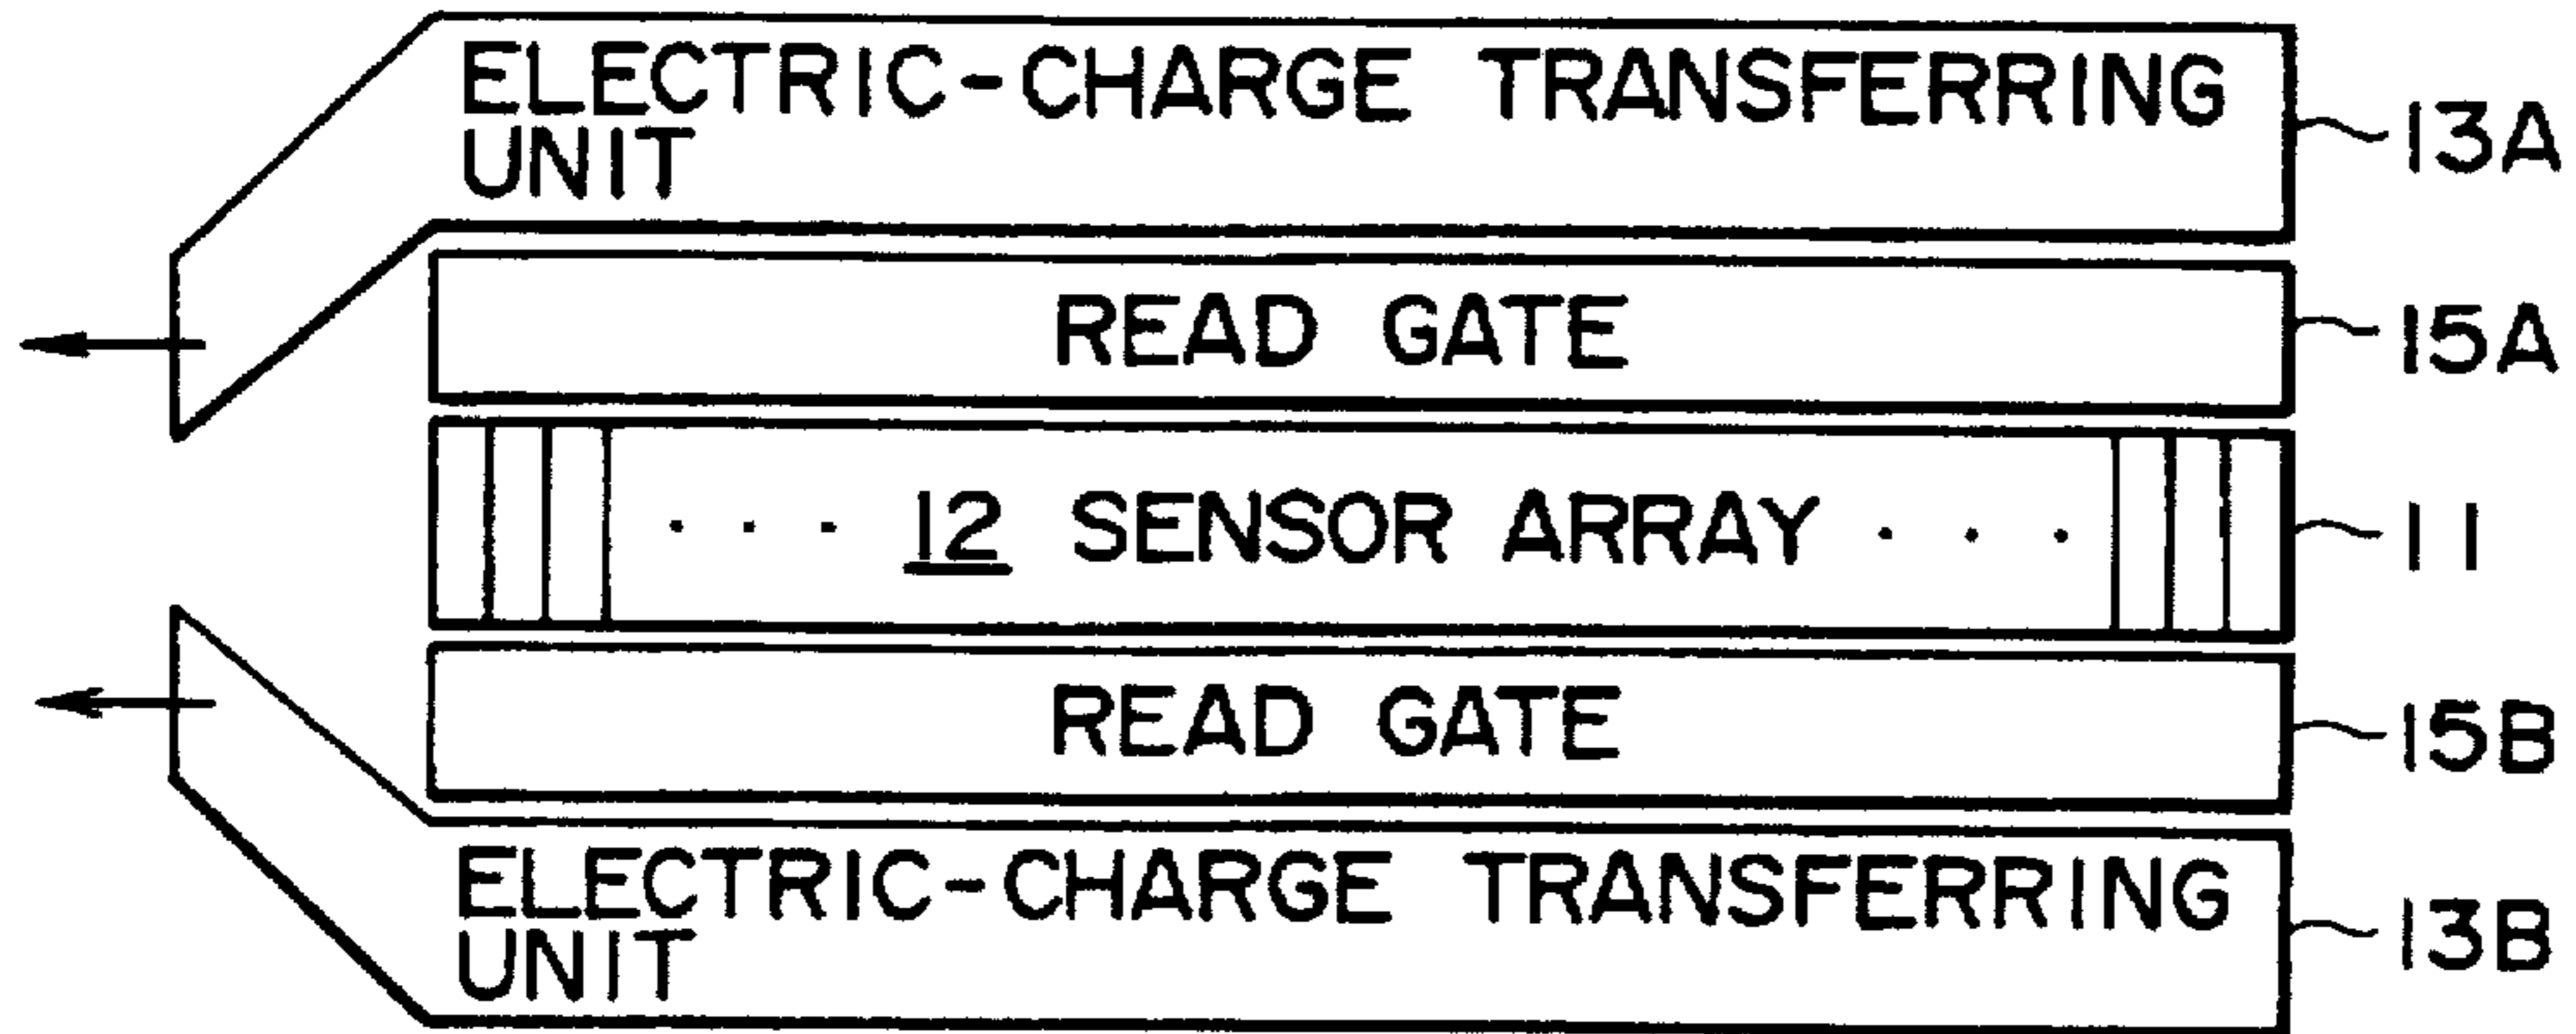 ELECTRIC-CHARGE TRANSFERRING
UNIT
13A
READ GATE
15A
· · · 12 SENSOR ARRAY · · ·
11
READ GATE
15B
ELECTRIC-CHARGE TRANSFERRING
UNIT
13B